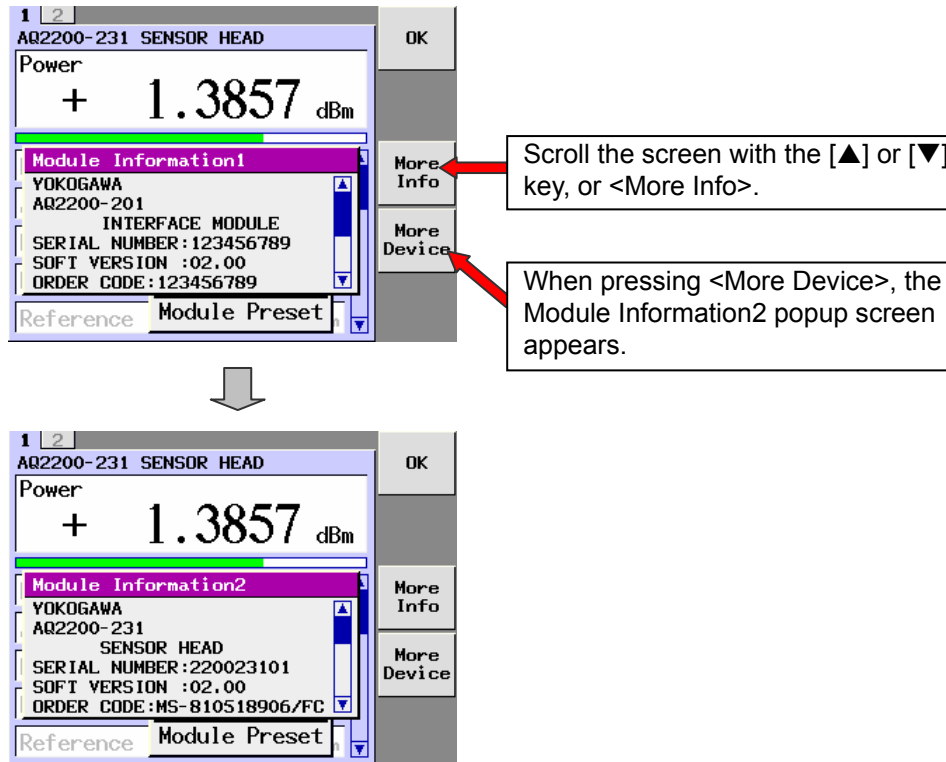 1 2
AQ2200-231 SENSOR HEAD
OK
Power
+ 1.3857 dBm
Module Information1
YOKOGAWA
AQ2200-201
INTERFACE MODULE
SERIAL NUMBER:123456789
SOFT VERSION :02.00
ORDER CODE:123456789
Reference
Module Preset
More
Info
More
Device
Scroll the screen with the [▲] or [▼]
key, or <More Info>.
When pressing <More Device>, the
Module Information2 popup screen
appears.
1 2
AQ2200-231 SENSOR HEAD
OK
Power
+ 1.3857 dBm
Module Information2
YOKOGAWA
AQ2200-231
SENSOR HEAD
SERIAL NUMBER:220023101
SOFT VERSION :02.00
ORDER CODE:MS-810518906/FC
Reference
Module Preset
More
Info
More
Device